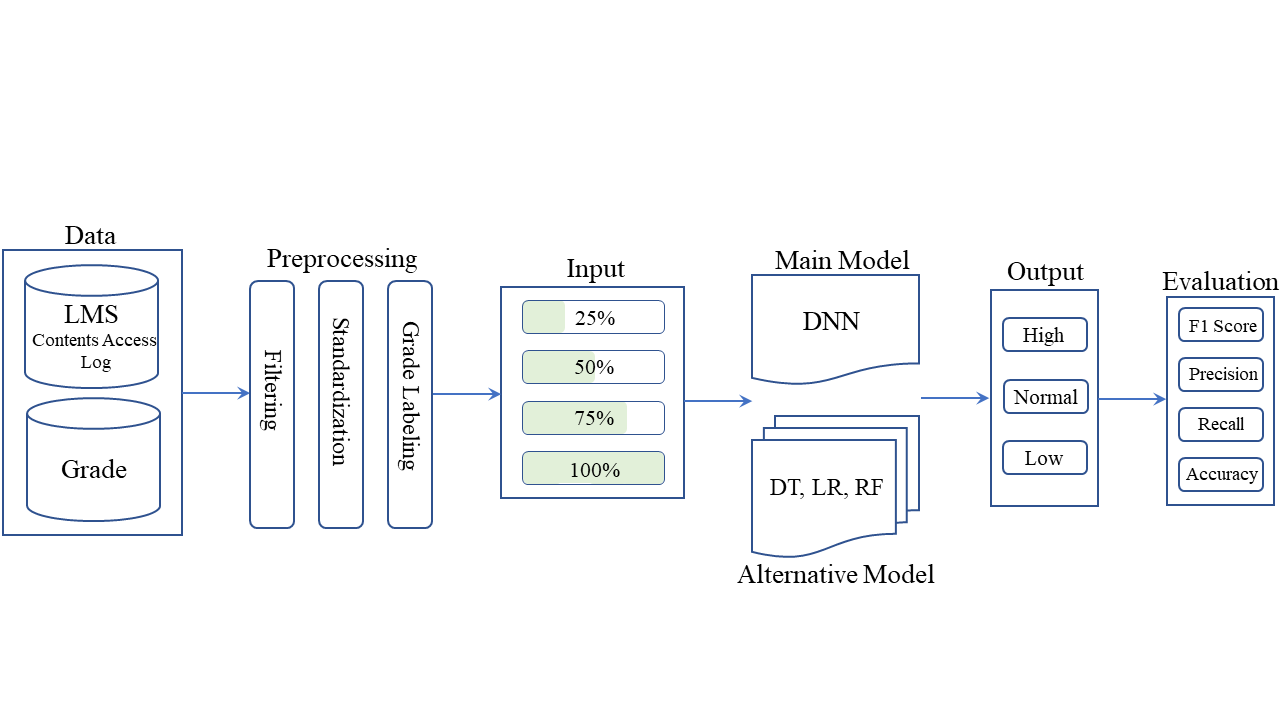 Data
LMS
Contents Access
Log
Grade
Preprocessing
Filtering
Standardization
Grade Labeling
Input
25%
50%
75%
100%
Main Model
DNN
DT, LR, RF
Alternative Model
Output
High
Normal
Low
Evaluation
F1 Score
Precision
Recall
Accuracy